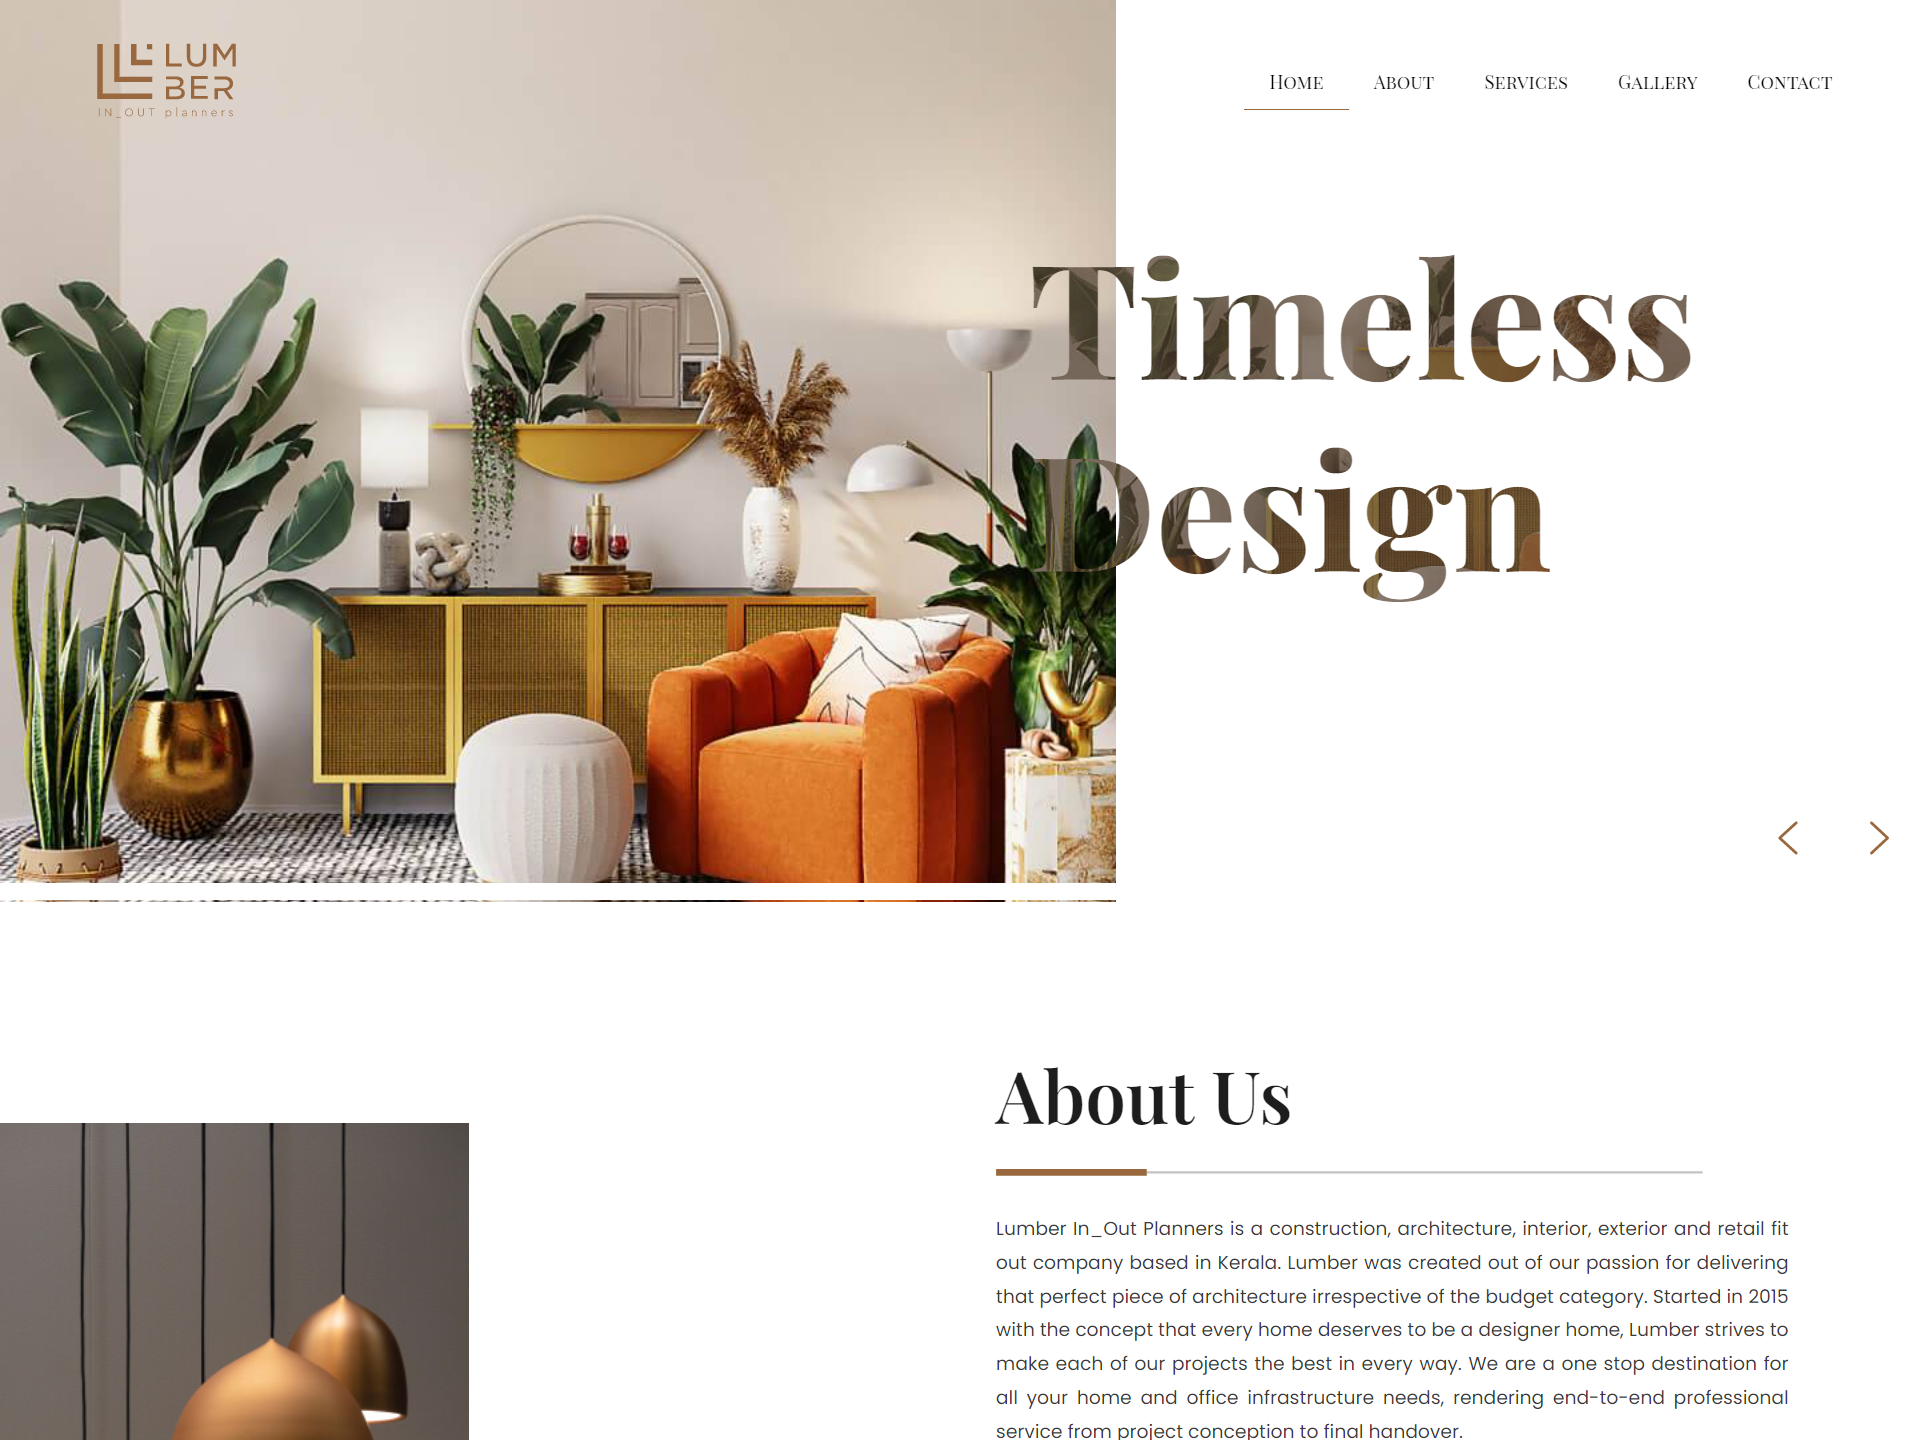 LUM
BER
IN_OUT planners
Home About Services Gallery Contact
Timeless
Design
About Us
Lumber In_Out Planners is a construction, architecture, interior, exterior and retail fit
out company based in Kerala. Lumber was created out of our passion for delivering
that perfect piece of architecture irrespective of the budget category. Started in 2015
with the concept that every home deserves to be a designer home, Lumber strives to
make each of our projects the best in every way. We are a one stop destination for
all your home and office infrastructure needs, rendering end-to-end professional
service from project conception to final handover.